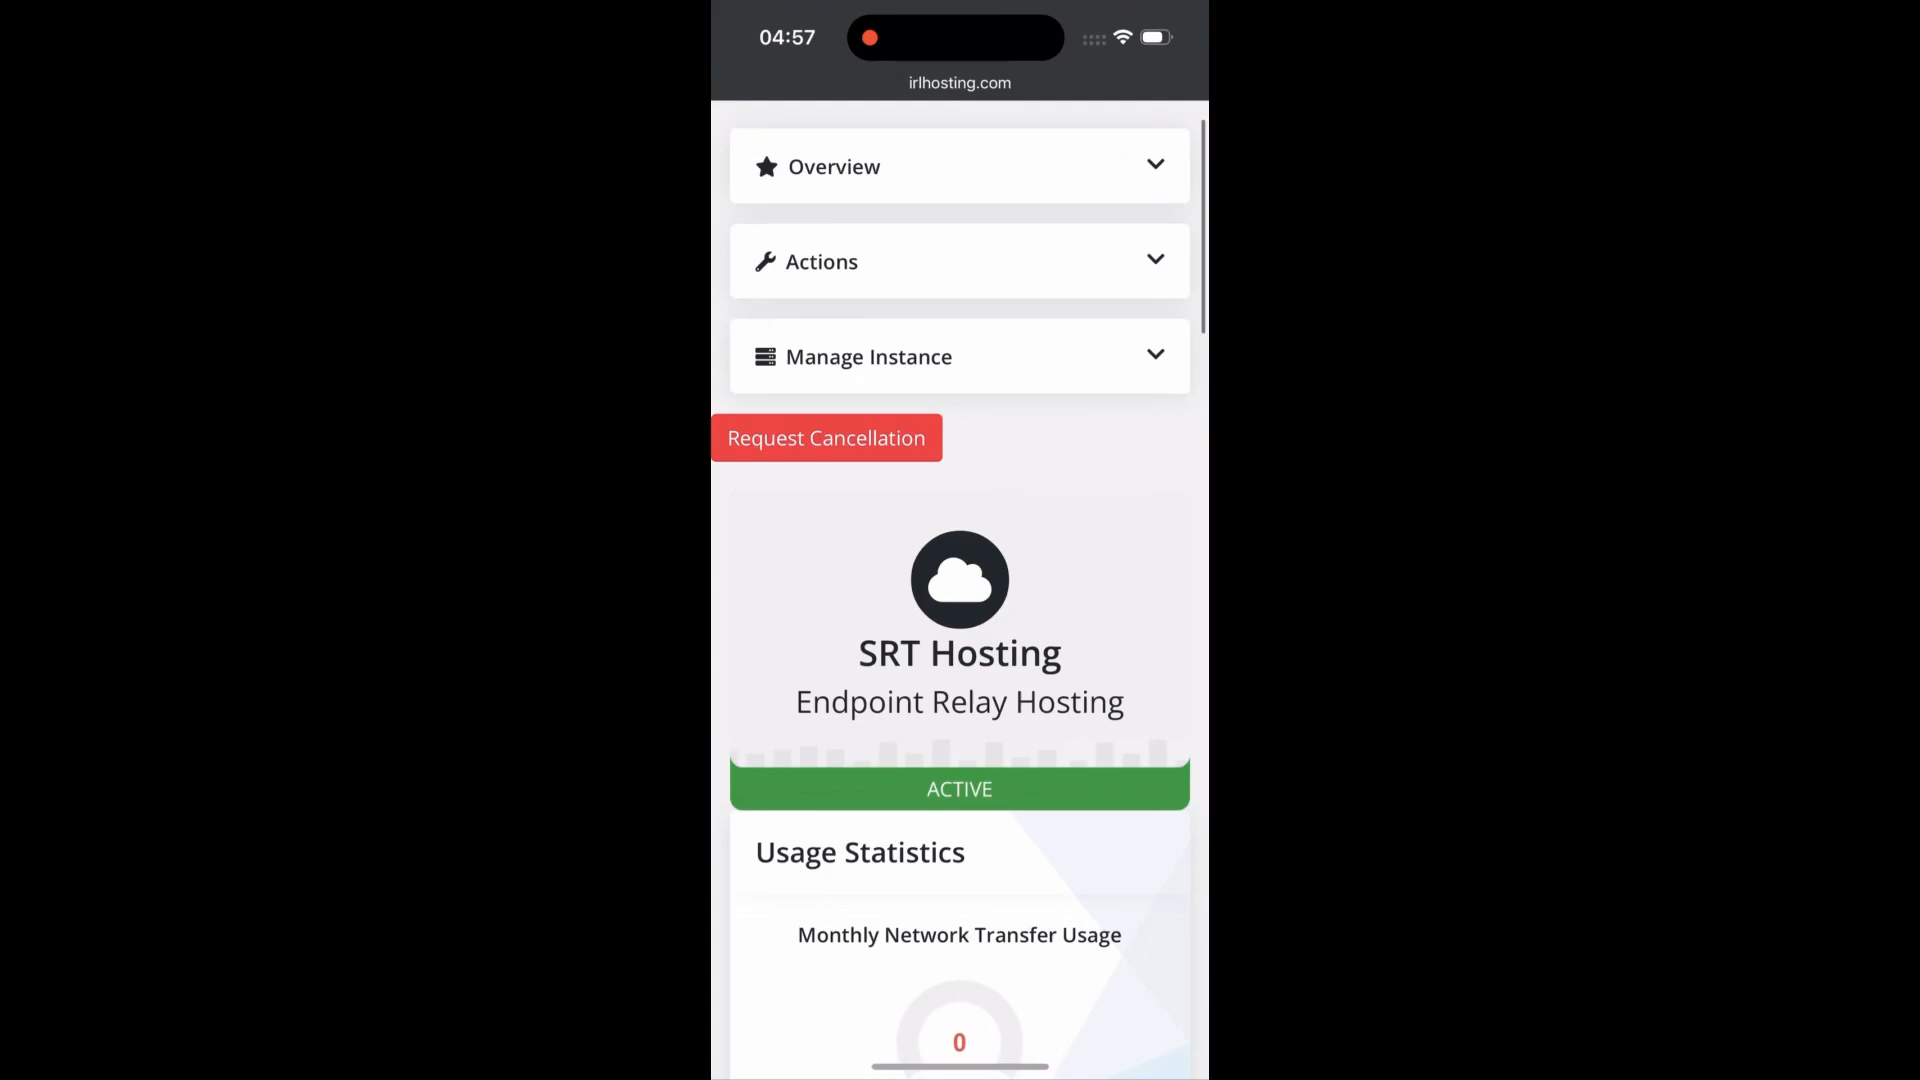 04:57
irlhosting.com
Overview
Actions
Manage Instance
Request Cancellation
SRT Hosting
Endpoint Relay Hosting
ACTIVE
Usage Statistics
Monthly Network Transfer Usage
0